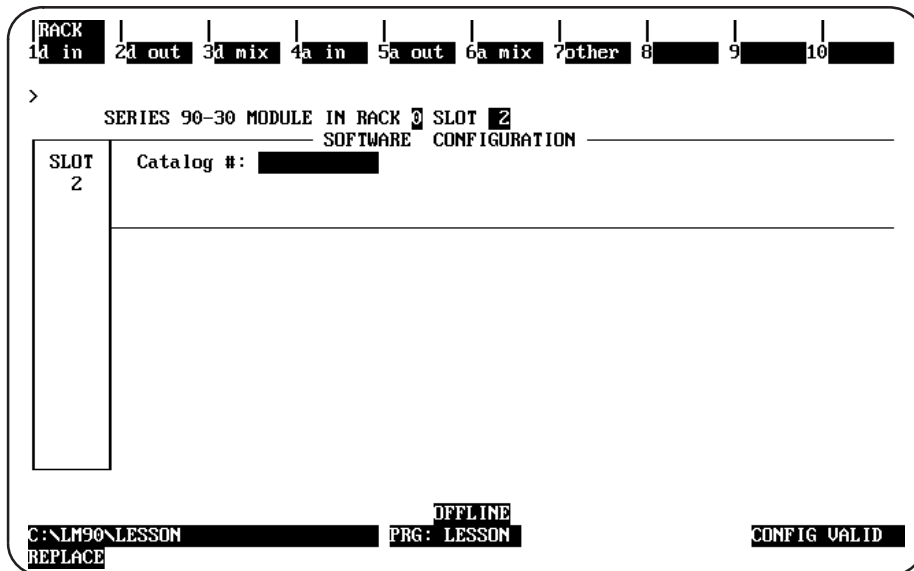 RACK
1d in 2d out 3d mix 4a in 5a out 6a mix 7other 8 9 10
>
SERIES 90-30 MODULE IN RACK 0 SLOT 2
SOFTWARE CONFIGURATION
SLOT Catalog #:
2
OFFLINE
C:\LM90\LESSON PRG: LESSON CONFIG VALID
REPLACE